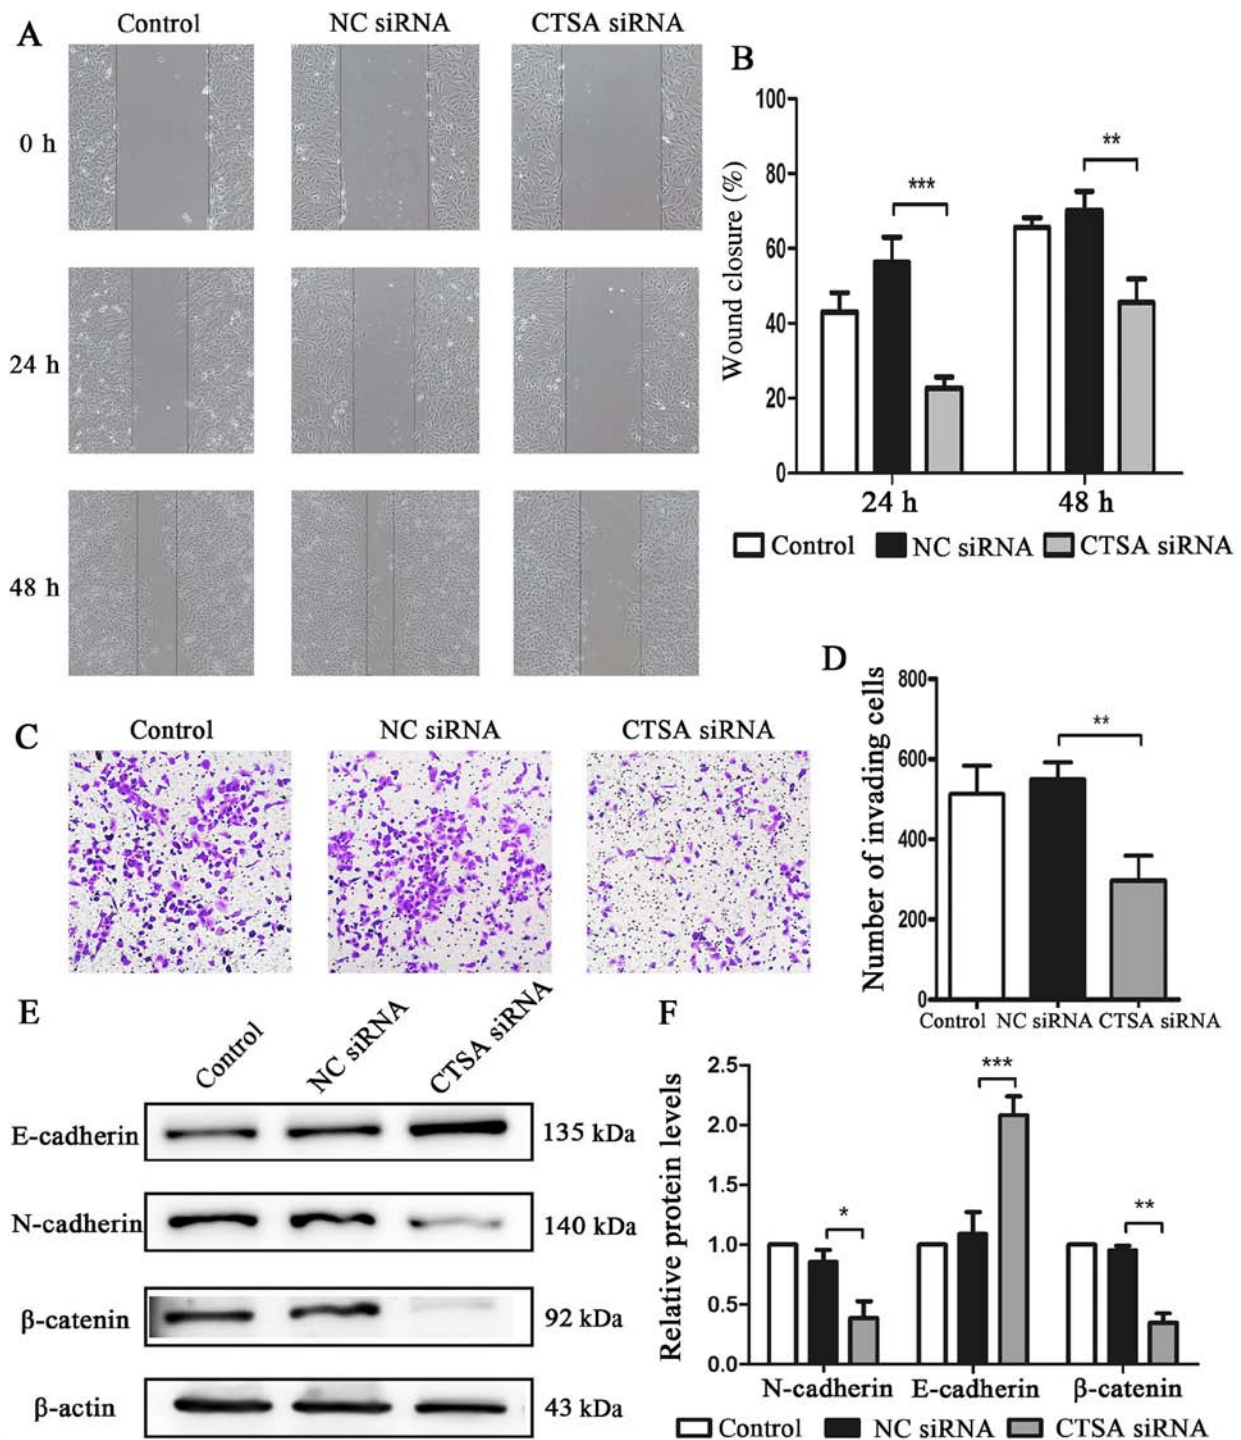 A
Control NC siRNA CTSA siRNA
0 h
24 h
48 h
B
Wound closure (%)
100
80
60
40
20
0
***
**
24 h 48 h
Control NC siRNA CTSA siRNA
C
Control NC siRNA CTSA siRNA
D
Number of invading cells
800
600
400
200
0
**
Control NC siRNA CTSA siRNA
E
Control NC siRNA CTSA siRNA
E-cadherin 135 kDa
N-cadherin 140 kDa
β-catenin 92 kDa
β-actin 43 kDa
F
Relative protein levels
2.5
2.0
1.5
1.0
0.5
0.0
*
***
**
N-cadherin E-cadherin β-catenin
Control NC siRNA CTSA siRNA